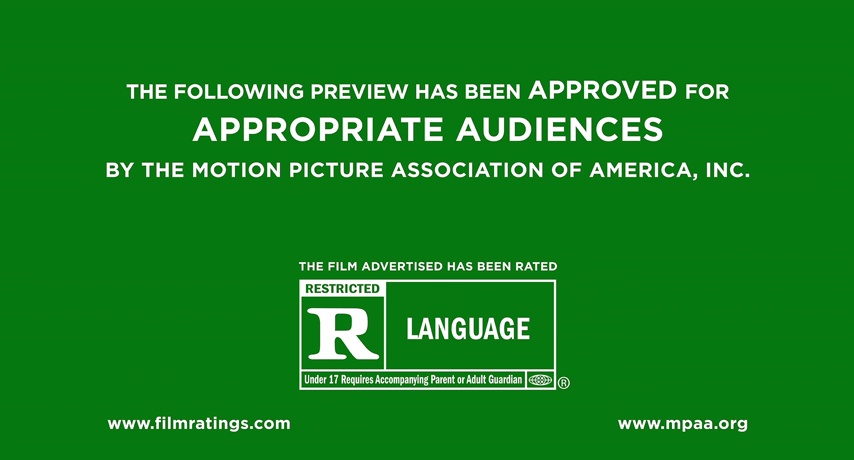 THE FOLLOWING PREVIEW HAS BEEN APPROVED FOR
APPROPRIATE AUDIENCES
BY THE MOTION PICTURE ASSOCIATION OF AMERICA, INC.
THE FILM ADVERTISED HAS BEEN RATED
RESTRICTED
R
LANGUAGE
Under 17 Requires Accompanying Parent or Adult Guardian
®
www.filmratings.com
www.mpaa.org